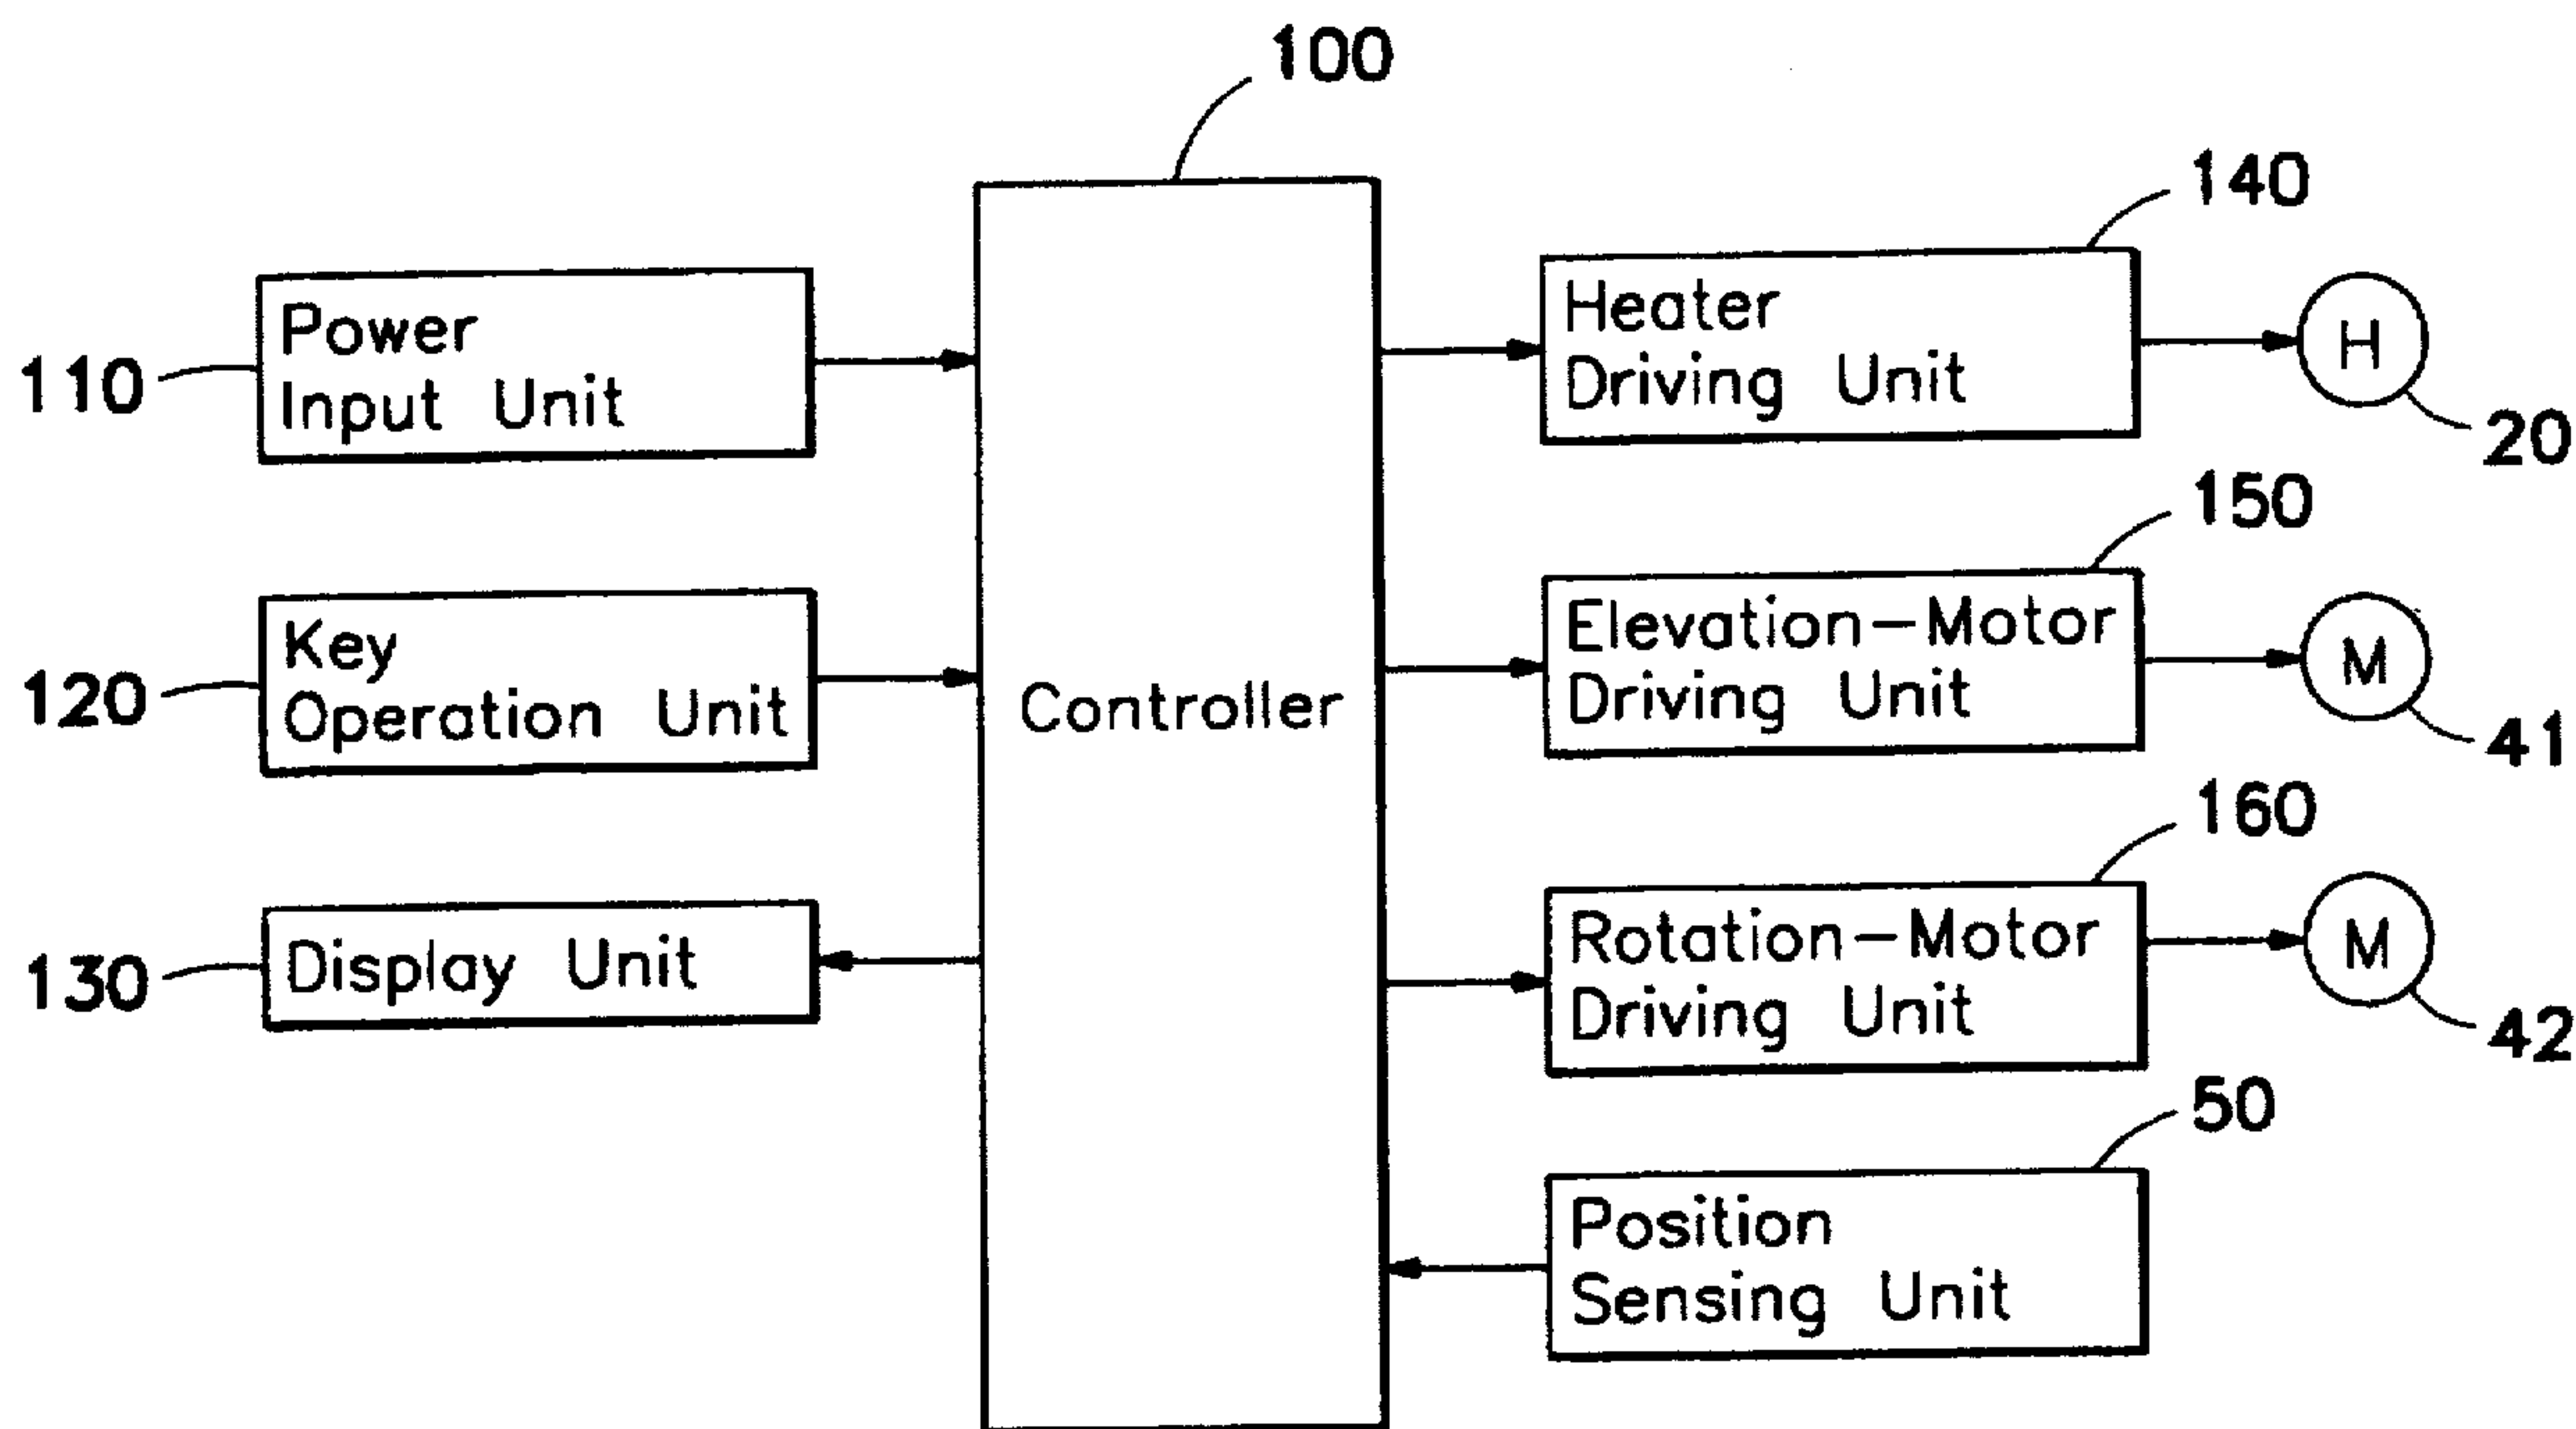 100
110
Power
Input Unit
120
Key
Operation Unit
130
Display Unit
Controller
140
Heater
Driving Unit
H
20
150
Elevation-Motor
Driving Unit
M
41
160
Rotation-Motor
Driving Unit
M
42
50
Position
Sensing Unit